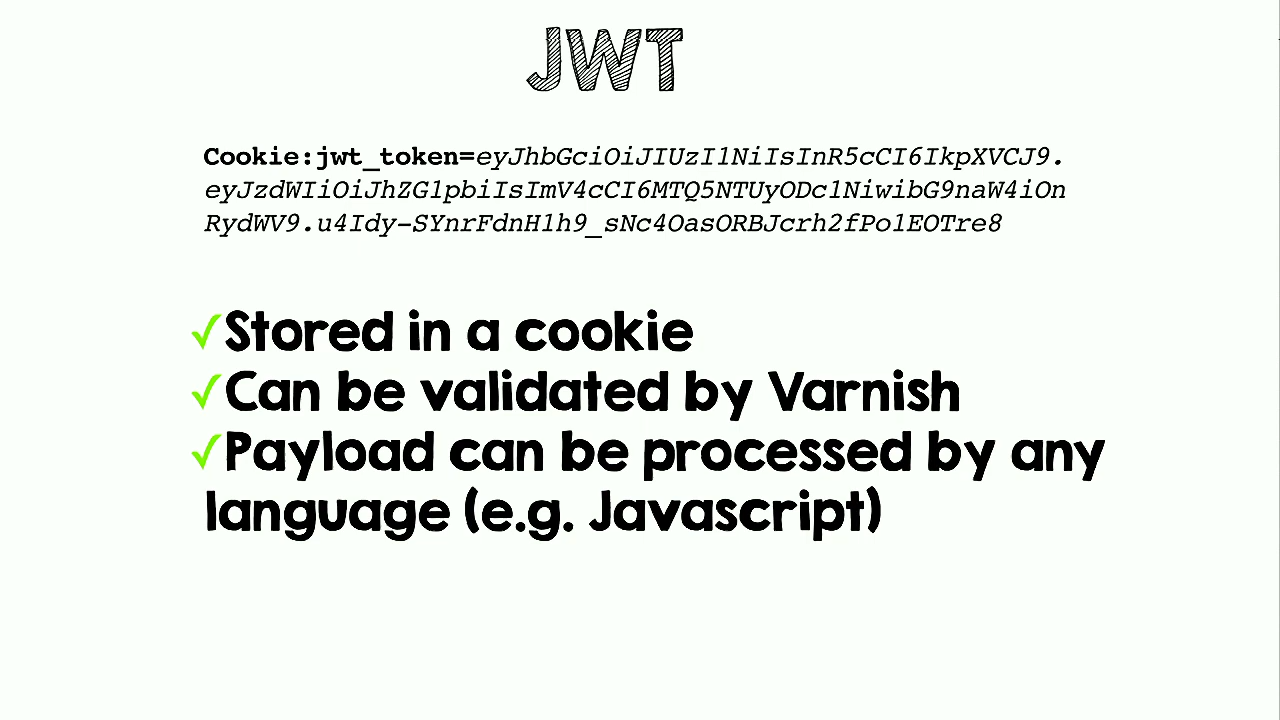 JWT
Cookie:jwt_token=eyJhbGciOiJIUzI1NiIsInR5cCI6IkpXVCJ9.
eyJzdWIiOiJhZG1pbiIsImV4cCI6MTQ5NTUyODc1NiwibG9naW4iOn
RydWV9.u4Idy-SYnrFdnH1h9_sNc4OasORBJcrh2fPo1EOTre8
✓Stored in a cookie
✓Can be validated by Varnish
✓Payload can be processed by any
language (e.g. Javascript)